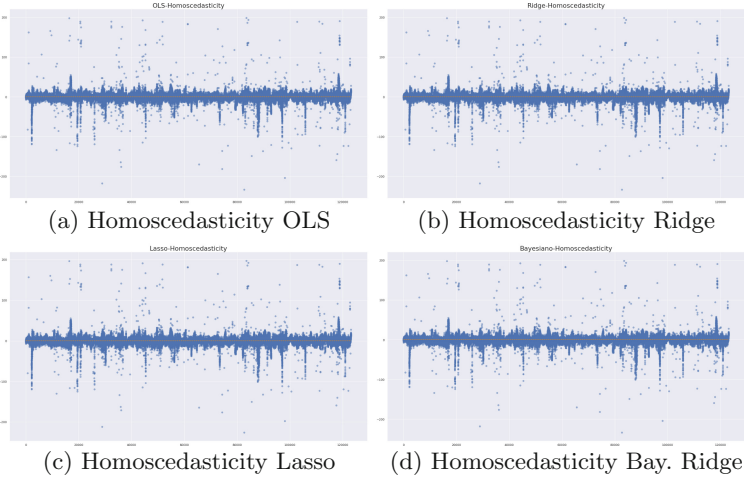 OLS-Homoscedasticity
Ridge-Homoscedasticity
(a) Homoscedasticity OLS
(b) Homoscedasticity Ridge
Lasso-Homoscedasticity
Bayesiano-Homoscedasticity
(c) Homoscedasticity Lasso
(d) Homoscedasticity Bay. Ridge